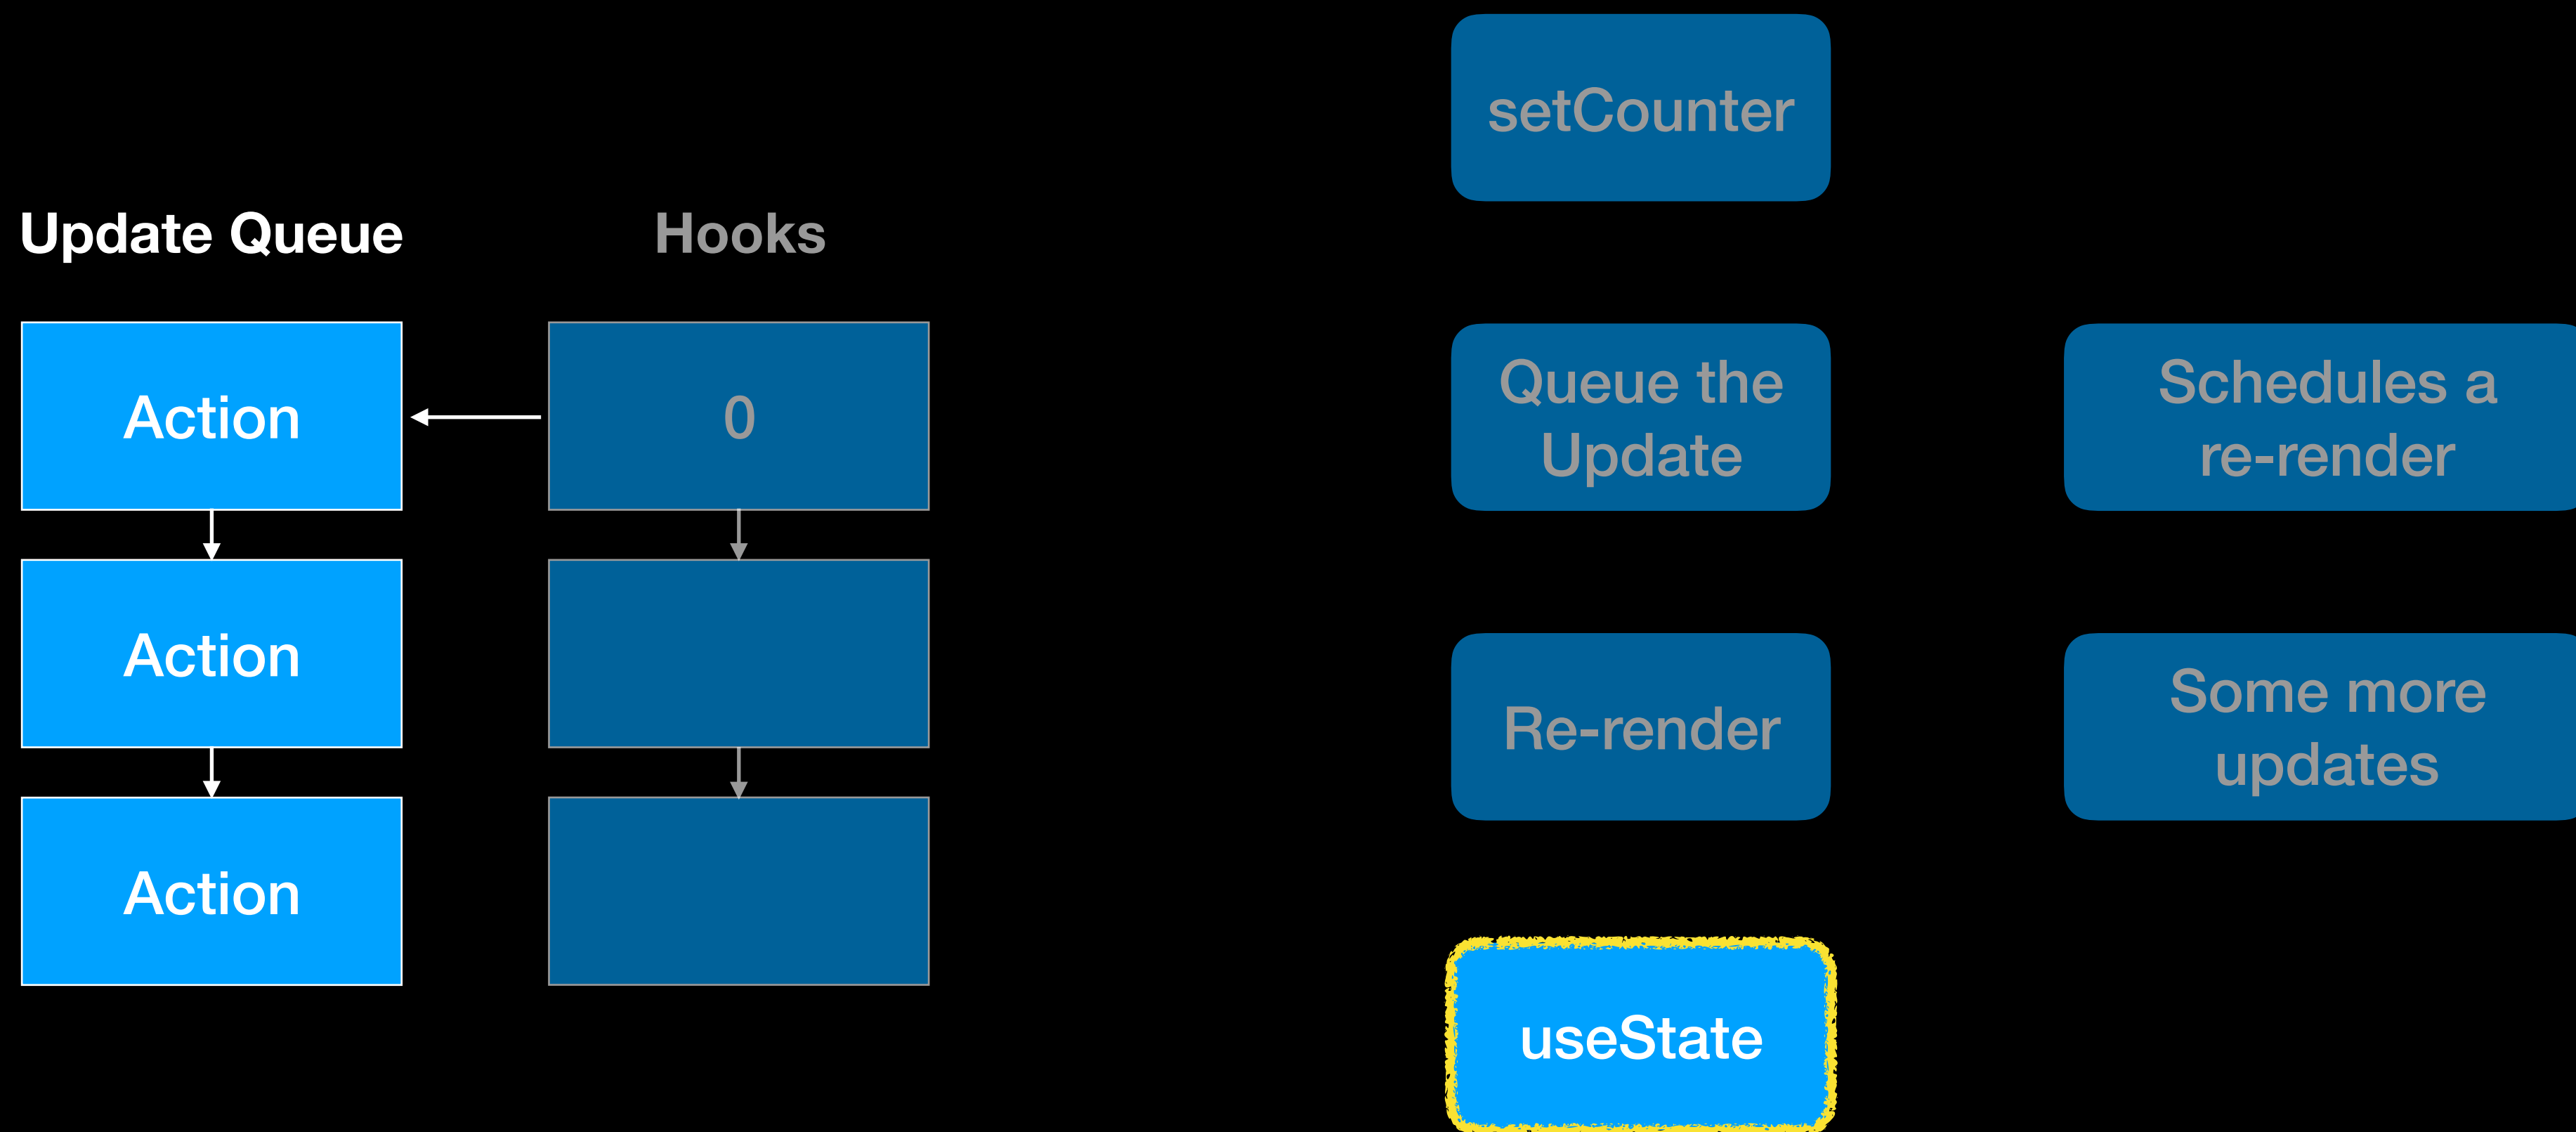 setCounter
Update Queue
Hooks
Action
0
Queue the
Update
Schedules a
re-render
Action
Re-render
Some more
updates
Action
useState